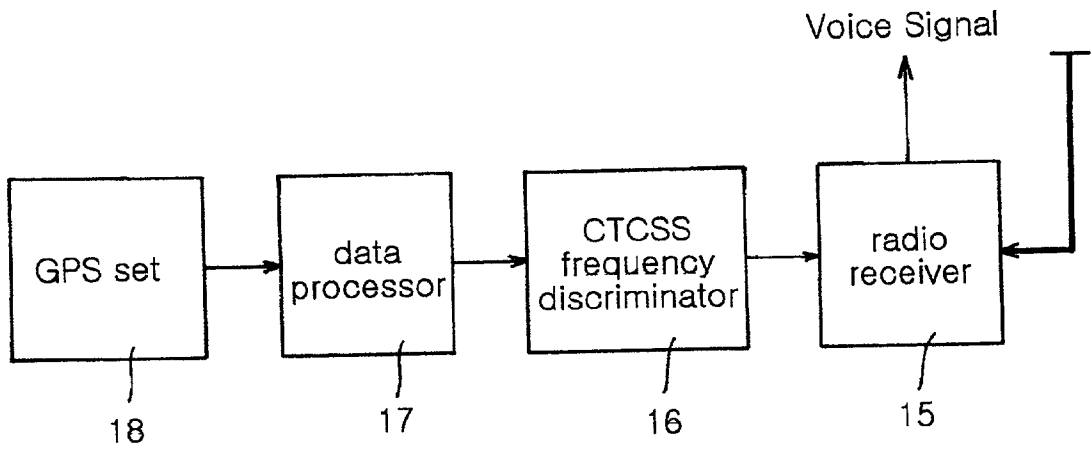 Voice Signal
GPS set
data
processor
CTCSS
frequency
discriminator
radio
receiver
18
17
16
15